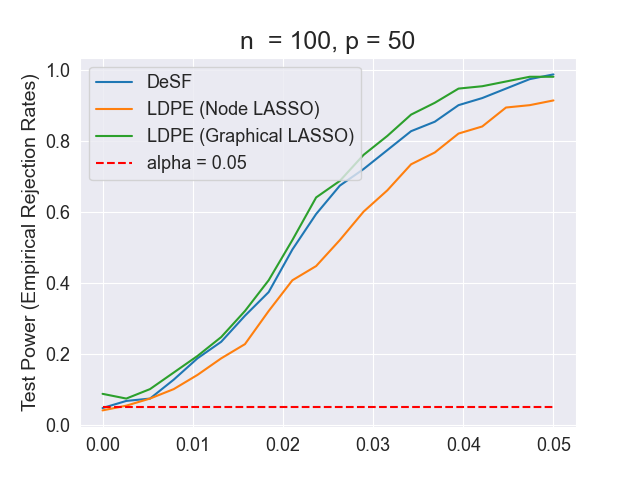 n  = 100, p = 50
Test Power (Empirical Rejection Rates)
1.0
0.8
0.6
0.4
0.2
0.0
DeSF
LDPE (Node LASSO)
LDPE (Graphical LASSO)
alpha = 0.05
0.00 0.01 0.02 0.03 0.04 0.05